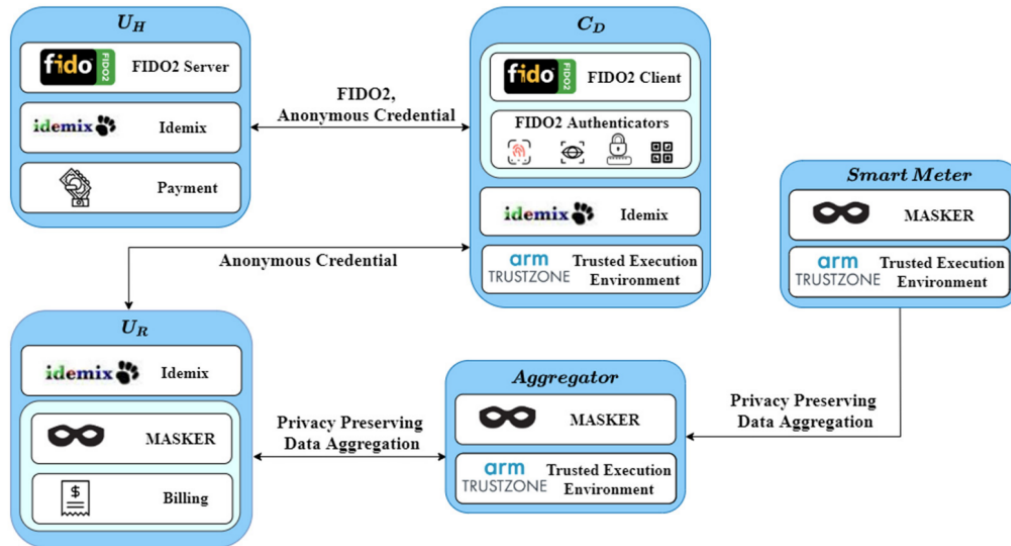 U_H
fido FIDO2
FIDO2 Server
idemix
Idemix
Payment
FIDO2,
Anonymous Credential
C_D
fido FIDO2
FIDO2 Client
FIDO2 Authenticators
idemix
Idemix
arm
TRUSTZONE
Trusted Execution
Environment
Smart Meter
MASKER
arm
TRUSTZONE
Trusted Execution
Environment
Anonymous Credential
U_R
idemix
Idemix
MASKER
$
Billing
Privacy Preserving
Data Aggregation
Aggregator
MASKER
arm
TRUSTZONE
Trusted Execution
Environment
Privacy Preserving
Data Aggregation